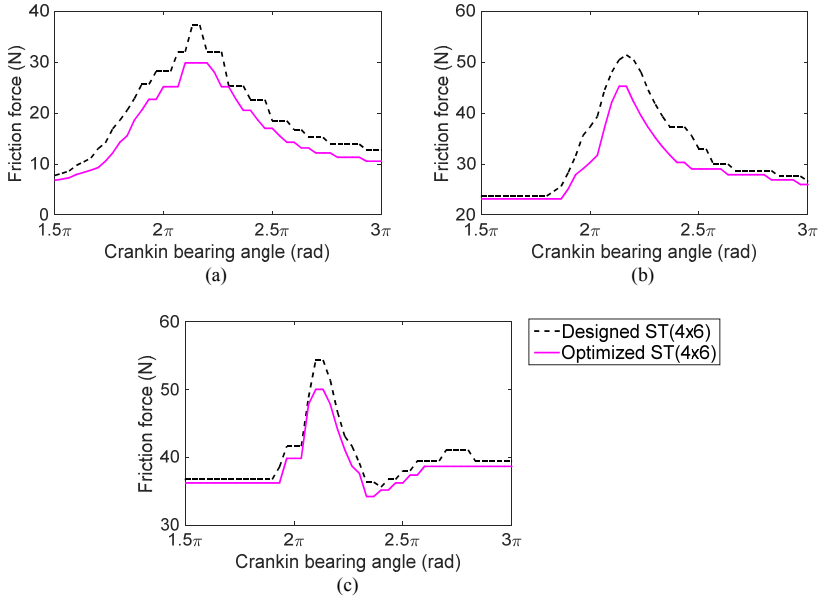 40
30
20
10
0
Friction force (N)
1.5π 2π 2.5π 3π
Crankin bearing angle (rad)
(a)
60
50
40
30
20
Friction force (N)
1.5π 2π 2.5π 3π
Crankin bearing angle (rad)
(b)
60
50
40
30
Friction force (N)
1.5π 2π 2.5π 3π
Crankin bearing angle (rad)
(c)
Designed ST(4x6)
Optimized ST(4x6)